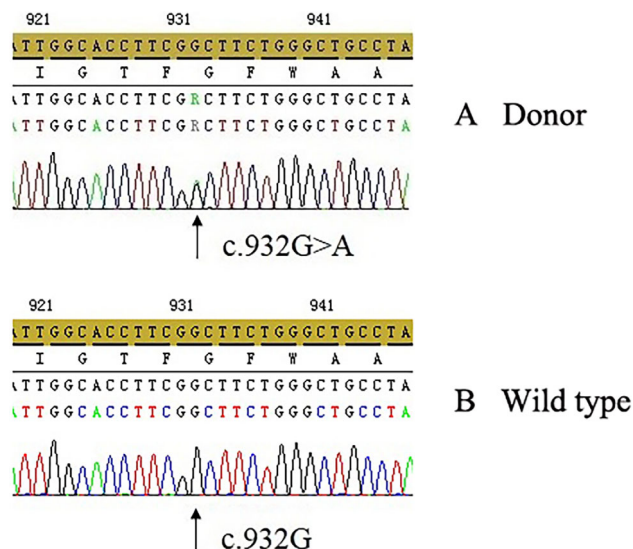 921 931 941
ATTGGCACCTTCGGCTTCTGGGCTGCCTA
I G T F G F W A A
ATTGGCACCTTCGRCTTCTGGGCTGCCTA
ATTGGCACCTTCGRCTTCTGGGCTGCCTA
A Donor
c.932G>A
921 931 941
ATTGGCACCTTCGGCTTCTGGGCTGCCTA
I G T F G F W A A
ATTGGCACCTTCGGCTTCTGGGCTGCCTA
ATTGGCACCTTCGGCTTCTGGGCTGCCTA
B Wild type
c.932G